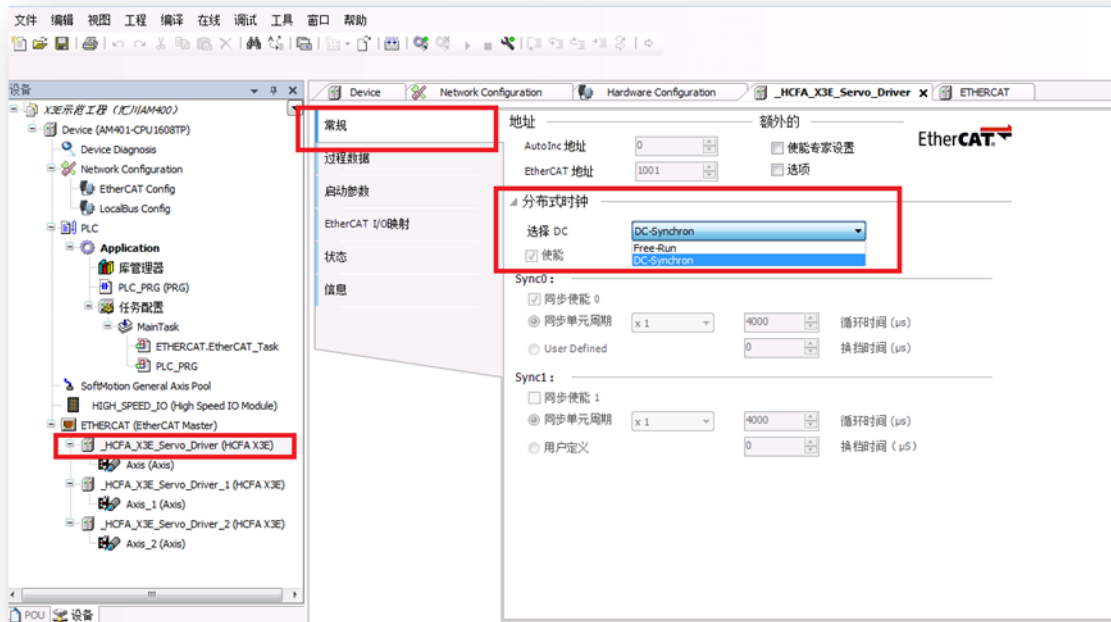 文件 编辑 视图 工程 编译 在线 调试 工具 窗口 帮助
设备
Device Network Configuration Hardware Configuration _HCFA_X3E_Servo_Driver x ETHERCAT
X3E示范工程（汇川AM400）
Device (AM401-CPU1608TP)
Device Diagnosis
Network Configuration
EtherCAT Config
LocalBus Config
PLC
Application
库管理器
PLC_PRG (PRG)
任务配置
MainTask
ETHERCAT.EtherCAT_Task
PLC_PRG
SoftMotion General Axis Pool
HIGH_SPEED_IO (High Speed IO Module)
ETHERCAT (EtherCAT Master)
_HCFA_X3E_Servo_Driver (HCFA X3E)
Axis (Axis)
_HCFA_X3E_Servo_Driver_1 (HCFA X3E)
Axis_1 (Axis)
_HCFA_X3E_Servo_Driver_2 (HCFA X3E)
Axis_2 (Axis)
POU 设备
常规
过程数据
启动参数
EtherCAT I/O映射
状态
信息
地址 额外的
AutoInc 地址 0 使能专家设置
EtherCAT 地址 1001 选项
EtherCAT
分布式时钟
选择 DC DC-Synchron
Free-Run
使能 DC-Synchron
Sync0:
同步使能 0
同步单元周期 x 1 4000 循环时间 (μs)
User Defined 0 换挡时间 (μs)
Sync1:
同步使能 1
同步单元周期 x 1 4000 循环时间 (μs)
用户定义 0 换档时间（μS）